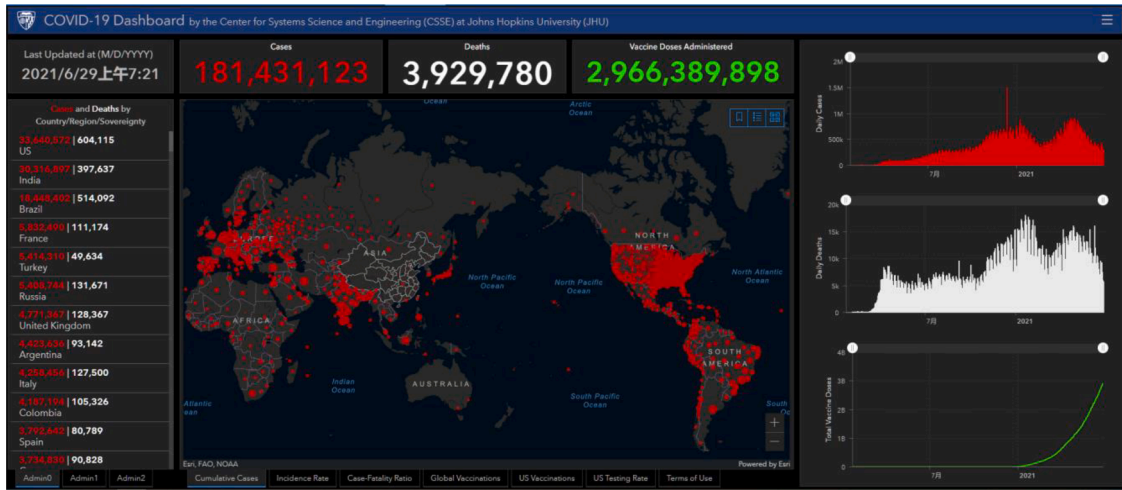 COVID-19 Dashboard by the Center for Systems Science and Engineering (CSSE) at Johns Hopkins University (JHU)
Last Updated at (M/D/YYYY)
2021/6/29上午7:21
Cases
181,431,123
Deaths
3,929,780
Vaccine Doses Administered
2,966,389,898
Cases and Deaths by
Country/Region/Sovereignty
33,640,572 | 604,115
US
30,316,897 | 397,637
India
18,448,402 | 514,092
Brazil
5,832,490 | 111,174
France
5,414,310 | 49,634
Turkey
5,408,744 | 131,671
Russia
4,771,367 | 128,367
United Kingdom
4,423,636 | 93,142
Argentina
4,258,456 | 127,500
Italy
4,187,194 | 105,326
Colombia
3,792,642 | 80,789
Spain
3,734,030 | 90,828
Admin0
Admin1
Admin2
Ocean
Arctic
Ocean
EUROPE
ASIA
AFRICA
NORTH
AMERICA
North Pacific
Ocean
North Pacific
Ocean
North Atlantic
Ocean
Indian
Ocean
AUSTRALIA
SOUTH
AMERICA
South Pacific
Ocean
Atlantic
South
+
−
Esri, FAO, NOAA
Powered by Esri
Cumulative Cases
Incidence Rate
Case-Fatality Ratio
Global Vaccinations
US Vaccinations
US Testing Rate
Terms of Use
Daily Cases
2M
1.5M
1M
500k
0
7月
2021
Daily Deaths
20k
15k
10k
5k
0
7月
2021
Total Vaccine Doses
4B
3B
2B
1B
0
7月
2021